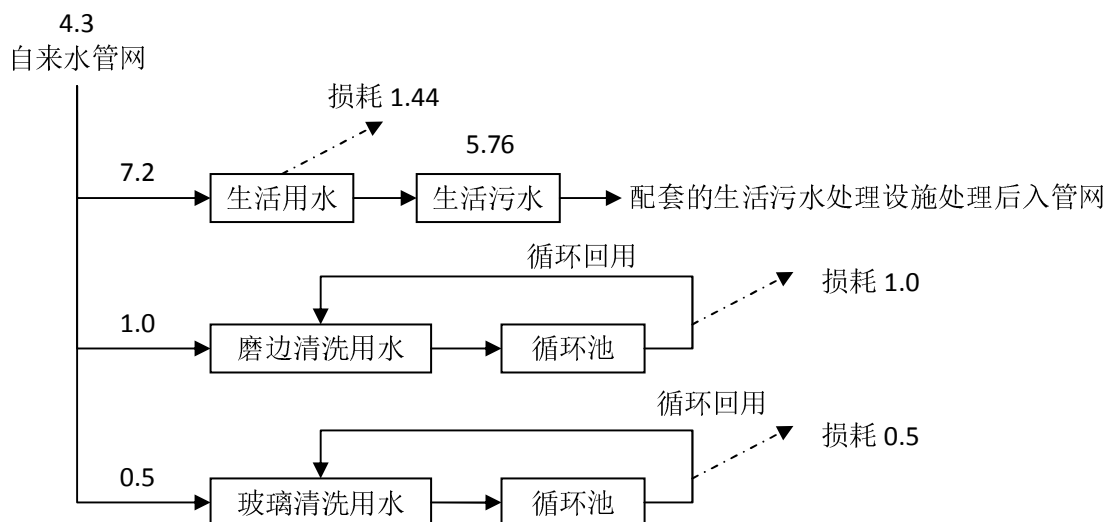 4.3
自来水管网
损耗 1.44
5.76
7.2
生活用水
生活污水
配套的生活污水处理设施处理后入管网
循环回用
损耗 1.0
1.0
磨边清洗用水
循环池
循环回用
损耗 0.5
0.5
玻璃清洗用水
循环池